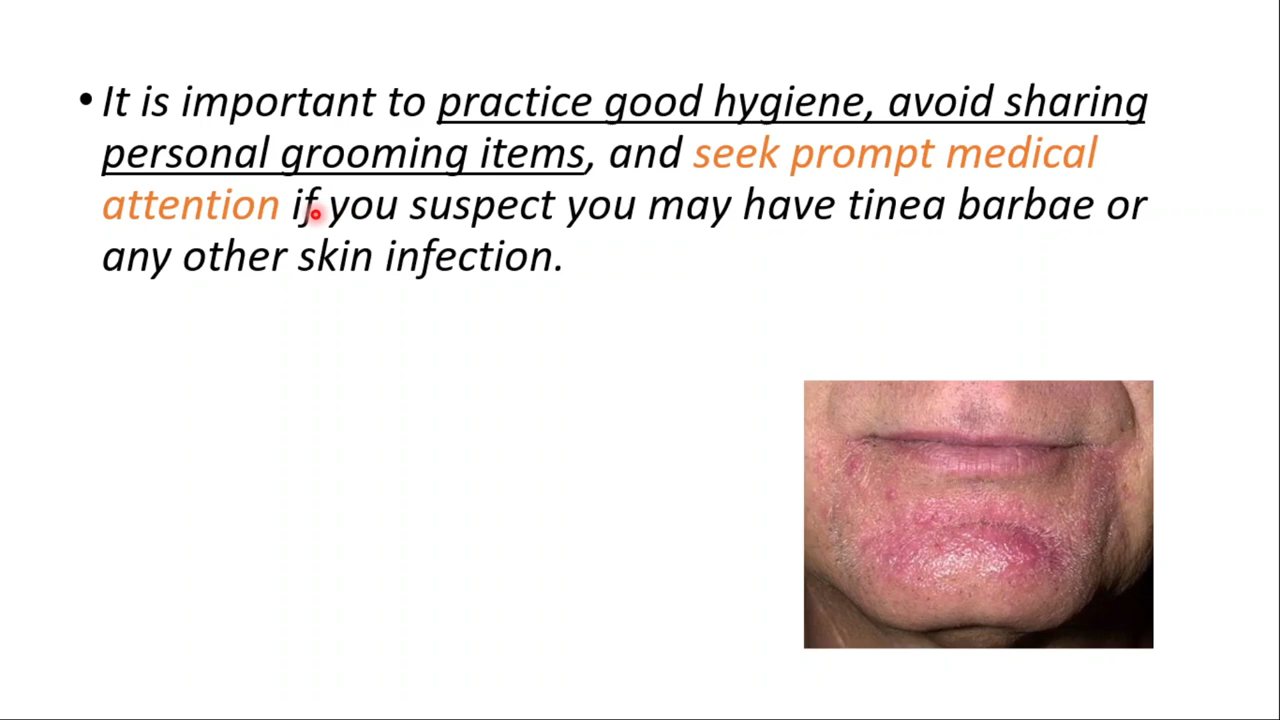 • It is important to practice good hygiene, avoid sharing
personal grooming items, and seek prompt medical
attention if you suspect you may have tinea barbae or
any other skin infection.